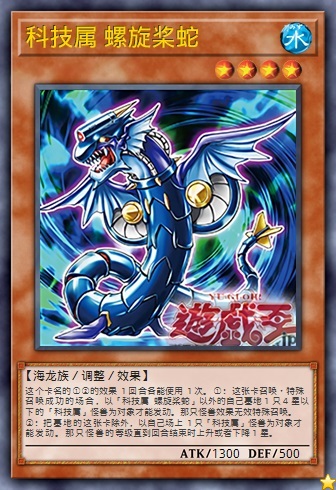 科技属 螺旋桨蛇
水
YU-GI-OH!
遊戯王
【海龙族/调整/效果】
这个卡名的①②的效果1回合各能使用1次。①:这张卡召唤·特殊
召唤成功的场合,以「科技属 螺旋桨蛇」以外的自己墓地1只4星以
下的「科技属」怪兽为对象才能发动。那只怪兽效果无效特殊召唤。
②:把墓地的这张卡除外,以自己场上1只「科技属」怪兽为对象才能
发动。那只怪兽的等级直到回合结束时上升或者下降1星。
ATK/1300 DEF/500